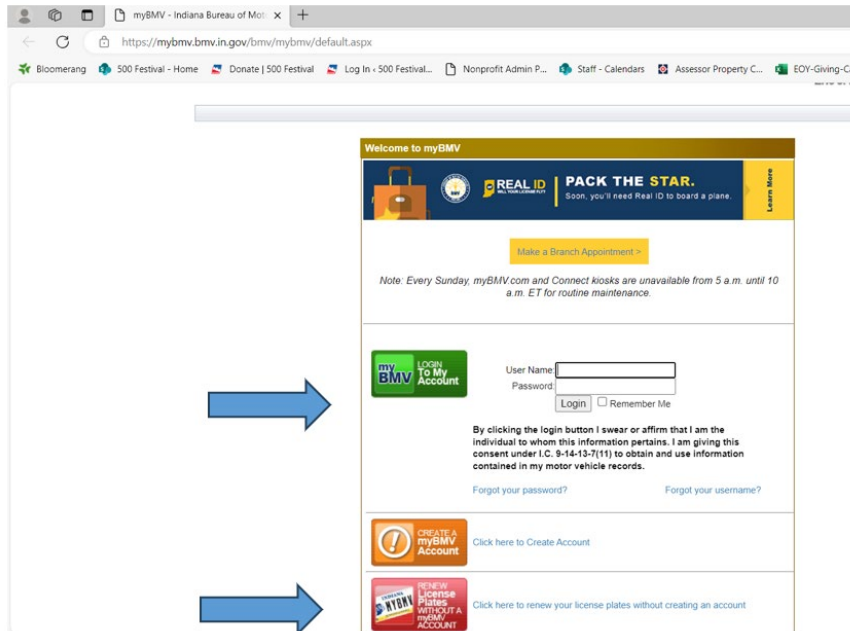 myBMV - Indiana Bureau of Mot
https://mybmv.bmv.in.gov/bmv/mybmv/default.aspx
Bloomerang 500 Festival - Home Donate | 500 Festival Log In ‹ 500 Festival... Nonprofit Admin P... Staff - Calendars Assessor Property C... EOY-Giving-C
Welcome to myBMV
REAL ID
PACK THE STAR.
Soon, you'll need Real ID to board a plane.
Learn More
Make a Branch Appointment >
Note: Every Sunday, myBMV.com and Connect kiosks are unavailable from 5 a.m. until 10
a.m. ET for routine maintenance.
my BMV
LOGIN
To My
Account
User Name:
Password:
Login Remember Me
By clicking the login button I swear or affirm that I am the
individual to whom this information pertains. I am giving this
consent under I.C. 9-14-13-7(11) to obtain and use information
contained in my motor vehicle records.
Forgot your password? Forgot your username?
CREATE A
myBMV
Account
Click here to Create Account
INDIANA
MYBMV
RENEW
License
Plates
WITHOUT A
myBMV
ACCOUNT
Click here to renew your license plates without creating an account